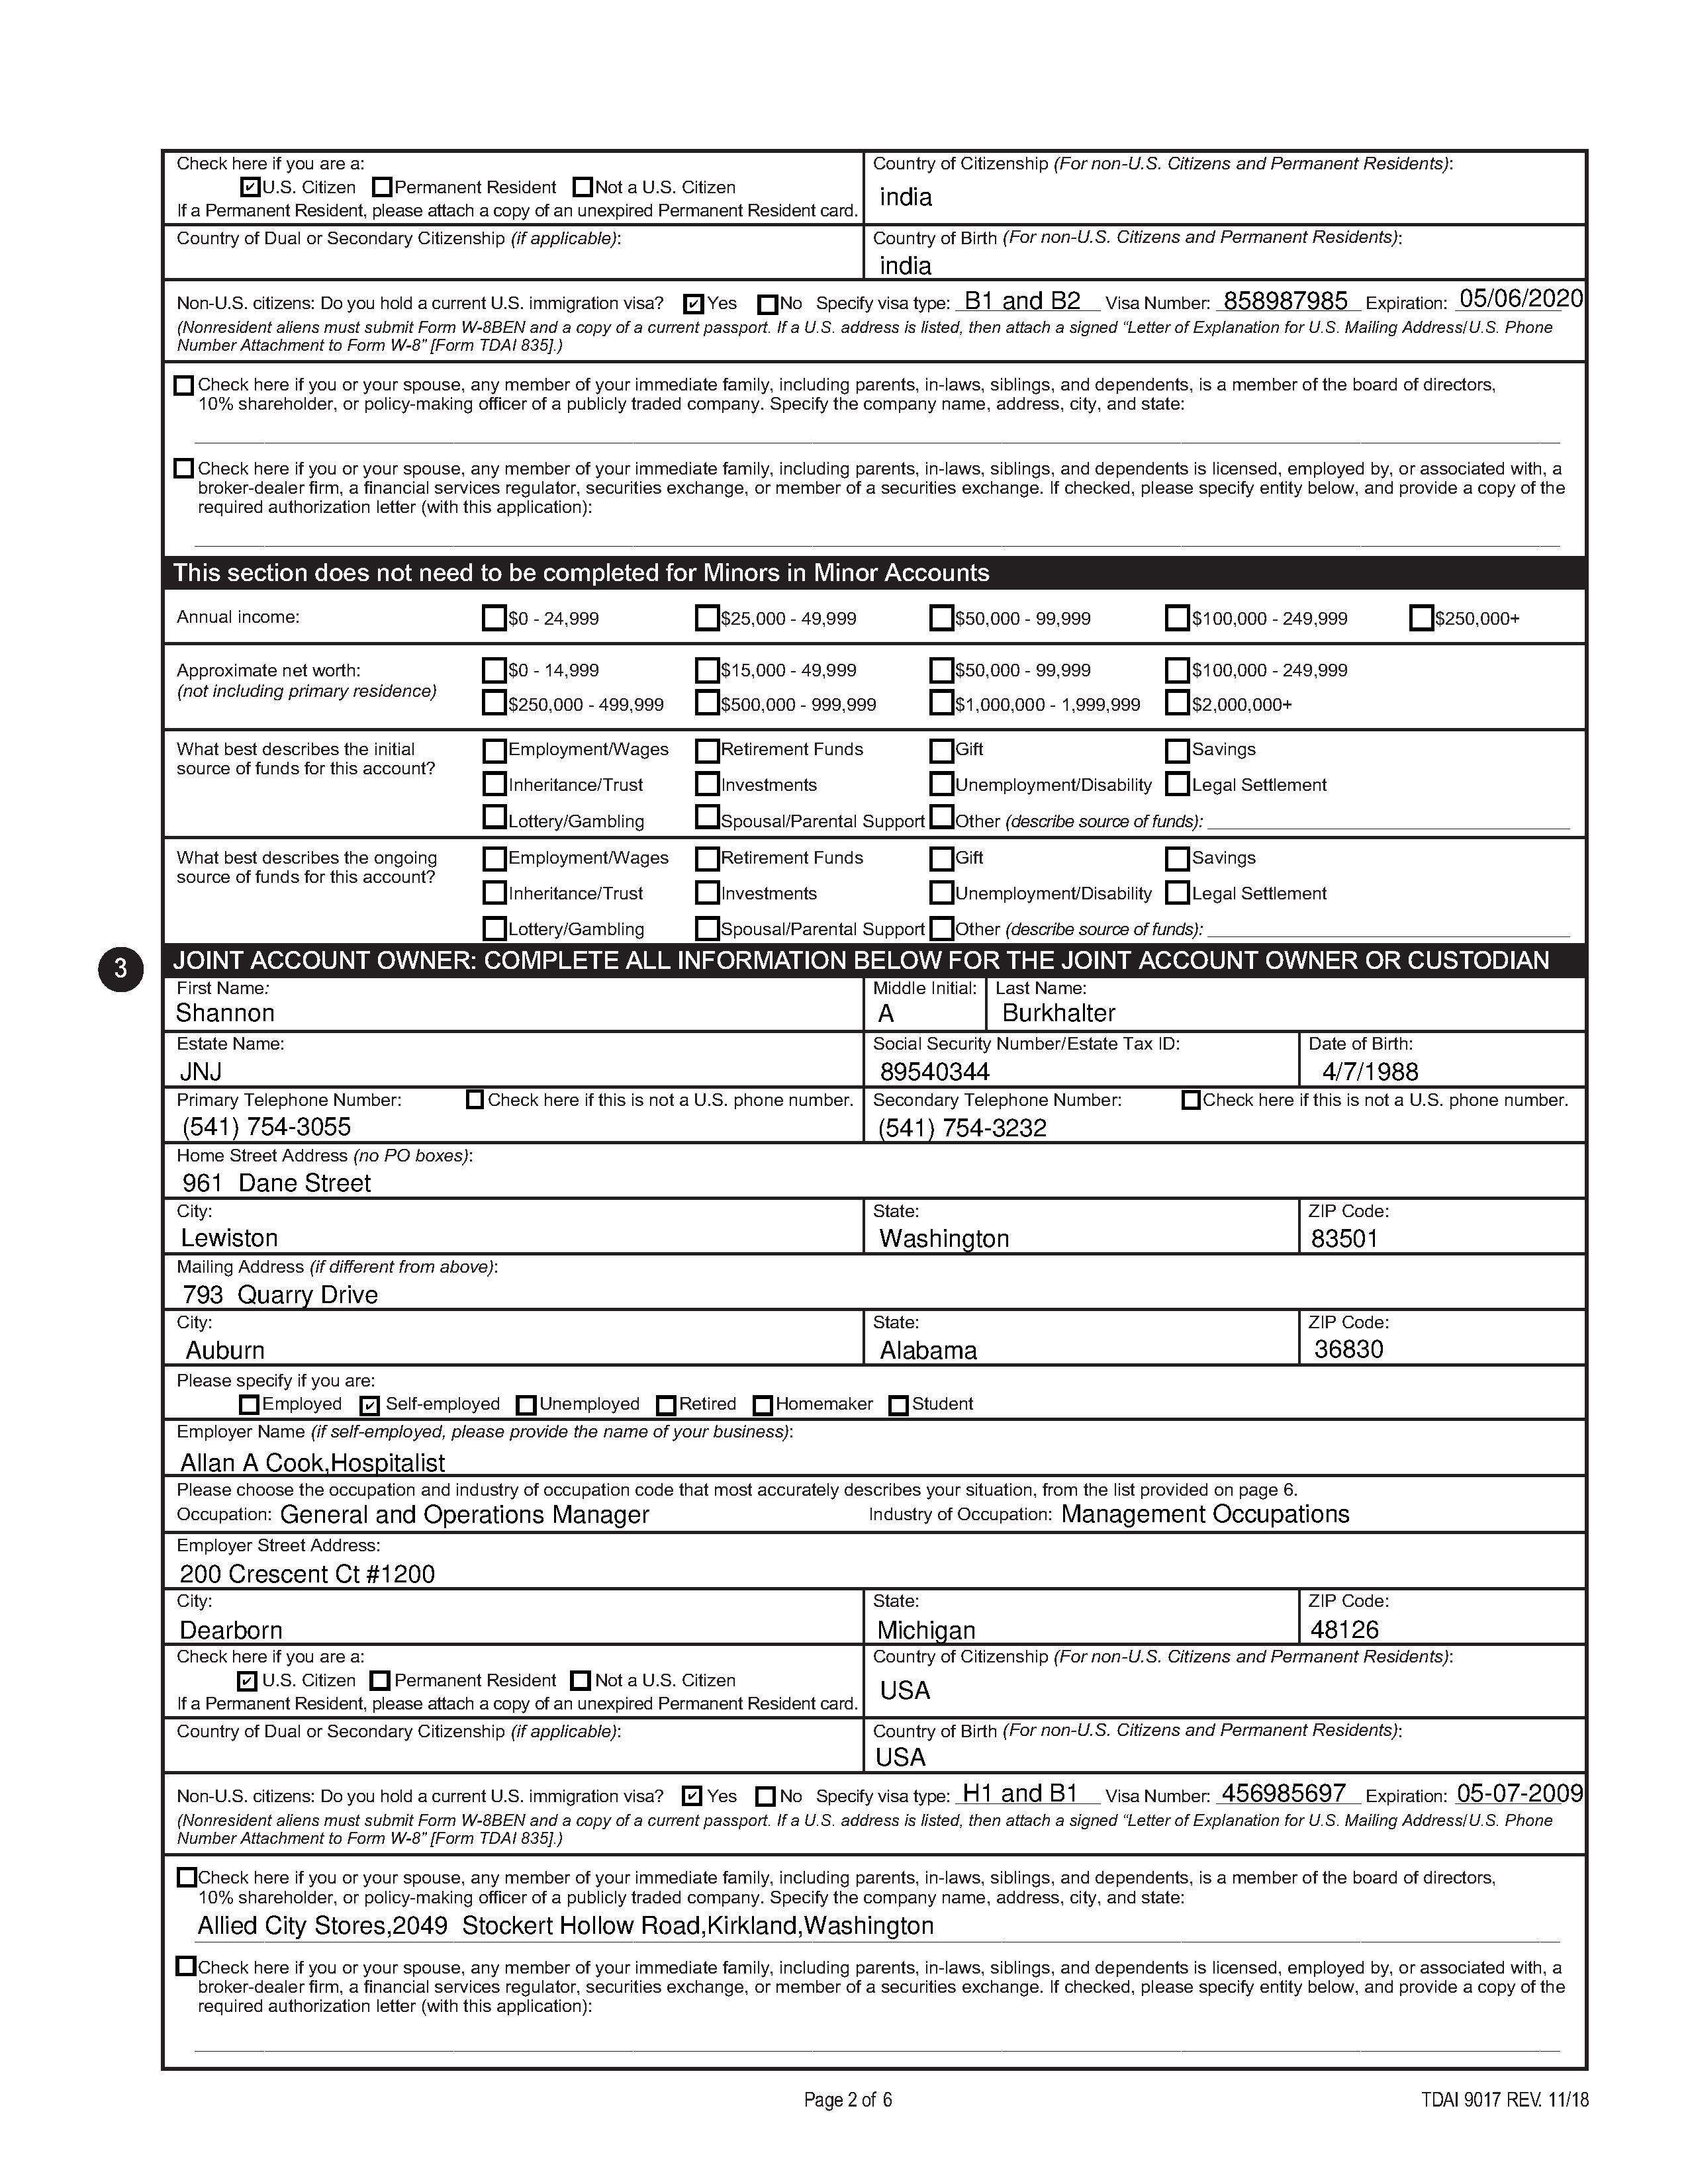 Check here if you are a:
U.S. Citizen Permanent Resident Not a U.S. Citizen
If a Permanent Resident, please attach a copy of an unexpired Permanent Resident card.
Country of Citizenship (For non-U.S. Citizens and Permanent Residents):
india
Country of Dual or Secondary Citizenship (if applicable):
Country of Birth (For non-U.S. Citizens and Permanent Residents):
india
Non-U.S. citizens: Do you hold a current U.S. immigration visa? Yes No Specify visa type: B1 and B2 Visa Number: 858987985 Expiration: 05/06/2020
(Nonresident aliens must submit Form W-8BEN and a copy of a current passport. If a U.S. address is listed, then attach a signed “Letter of Explanation for U.S. Mailing Address/U.S. Phone
Number Attachment to Form W-8” [Form TDAI 835].)
Check here if you or your spouse, any member of your immediate family, including parents, in-laws, siblings, and dependents, is a member of the board of directors,
10% shareholder, or policy-making officer of a publicly traded company. Specify the company name, address, city, and state:
Check here if you or your spouse, any member of your immediate family, including parents, in-laws, siblings, and dependents is licensed, employed by, or associated with, a
broker-dealer firm, a financial services regulator, securities exchange, or member of a securities exchange. If checked, please specify entity below, and provide a copy of the
required authorization letter (with this application):
This section does not need to be completed for Minors in Minor Accounts
Annual income: $0 - 24,999 $25,000 - 49,999 $50,000 - 99,999 $100,000 - 249,999 $250,000+
Approximate net worth: $0 - 14,999 $15,000 - 49,999 $50,000 - 99,999 $100,000 - 249,999
(not including primary residence)
$250,000 - 499,999 $500,000 - 999,999 $1,000,000 - 1,999,999 $2,000,000+
What best describes the initial
source of funds for this account?
Employment/Wages Retirement Funds Gift Savings
Inheritance/Trust Investments Unemployment/Disability Legal Settlement
Lottery/Gambling Spousal/Parental Support Other (describe source of funds):
What best describes the ongoing
source of funds for this account?
Employment/Wages Retirement Funds Gift Savings
Inheritance/Trust Investments Unemployment/Disability Legal Settlement
Lottery/Gambling Spousal/Parental Support Other (describe source of funds):
3 JOINT ACCOUNT OWNER: COMPLETE ALL INFORMATION BELOW FOR THE JOINT ACCOUNT OWNER OR CUSTODIAN
First Name: Middle Initial: Last Name:
Shannon A Burkhalter
Estate Name: Social Security Number/Estate Tax ID: Date of Birth:
JNJ 89540344 4/7/1988
Primary Telephone Number: Check here if this is not a U.S. phone number. Secondary Telephone Number: Check here if this is not a U.S. phone number.
(541) 754-3055 (541) 754-3232
Home Street Address (no PO boxes):
961 Dane Street
City: State: ZIP Code:
Lewiston Washington 83501
Mailing Address (if different from above):
793 Quarry Drive
City: State: ZIP Code:
Auburn Alabama 36830
Please specify if you are:
Employed Self-employed Unemployed Retired Homemaker Student
Employer Name (if self-employed, please provide the name of your business):
Allan A Cook,Hospitalist
Please choose the occupation and industry of occupation code that most accurately describes your situation, from the list provided on page 6.
Occupation: General and Operations Manager Industry of Occupation: Management Occupations
Employer Street Address:
200 Crescent Ct #1200
City: State: ZIP Code:
Dearborn Michigan 48126
Check here if you are a:
U.S. Citizen Permanent Resident Not a U.S. Citizen
If a Permanent Resident, please attach a copy of an unexpired Permanent Resident card.
Country of Citizenship (For non-U.S. Citizens and Permanent Residents):
USA
Country of Dual or Secondary Citizenship (if applicable):
Country of Birth (For non-U.S. Citizens and Permanent Residents):
USA
Non-U.S. citizens: Do you hold a current U.S. immigration visa? Yes No Specify visa type: H1 and B1 Visa Number: 456985697 Expiration: 05-07-2009
(Nonresident aliens must submit Form W-8BEN and a copy of a current passport. If a U.S. address is listed, then attach a signed “Letter of Explanation for U.S. Mailing Address/U.S. Phone
Number Attachment to Form W-8” [Form TDAI 835].)
Check here if you or your spouse, any member of your immediate family, including parents, in-laws, siblings, and dependents, is a member of the board of directors,
10% shareholder, or policy-making officer of a publicly traded company. Specify the company name, address, city, and state:
Allied City Stores,2049 Stockert Hollow Road,Kirkland,Washington
Check here if you or your spouse, any member of your immediate family, including parents, in-laws, siblings, and dependents is licensed, employed by, or associated with, a
broker-dealer firm, a financial services regulator, securities exchange, or member of a securities exchange. If checked, please specify entity below, and provide a copy of the
required authorization letter (with this application):
Page 2 of 6 TDAI 9017 REV. 11/18